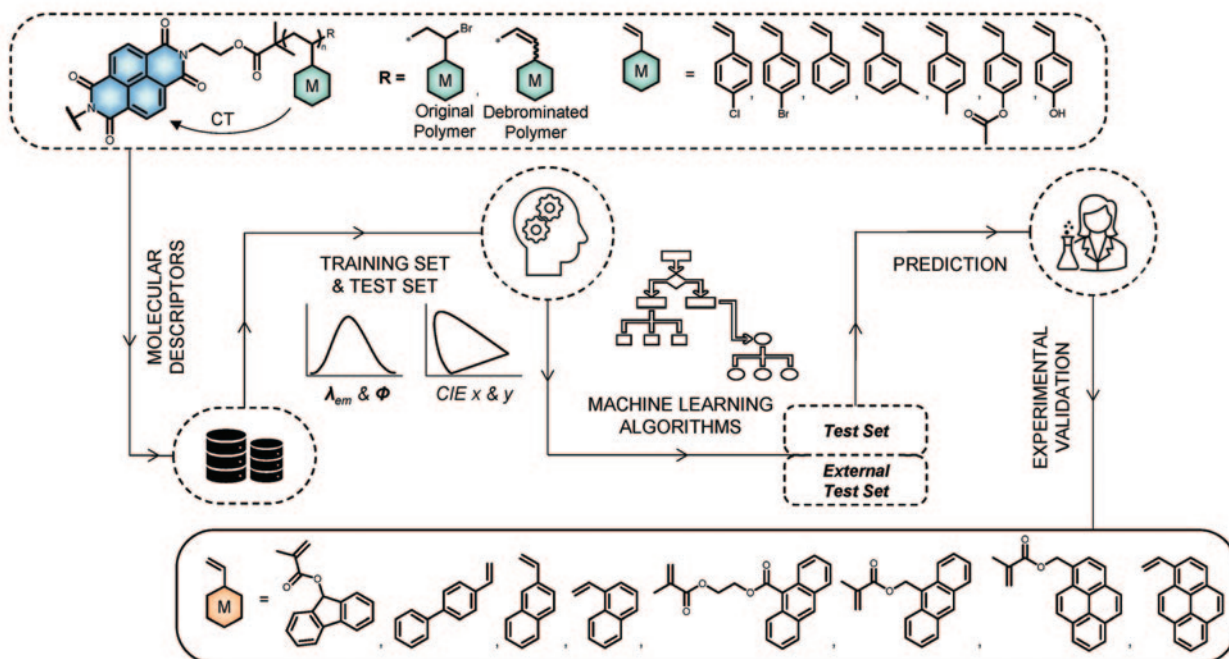 O
N
O
O
N
O
O
O
n
R
M
CT
R =
Br
M
Original
Polymer
,
M
Debrominated
Polymer
M
=
Cl
,
Br
,
,
,
,
O
O
,
OH
MOLECULAR
DESCRIPTORS
TRAINING SET
& TEST SET
λem & Φ
CIE x & y
MACHINE LEARNING
ALGORITHMS
Test Set
External
Test Set
PREDICTION
EXPERIMENTAL
VALIDATION
M
=
O
O
,
,
,
,
O
O
O
O
,
O
O
,
O
O
,